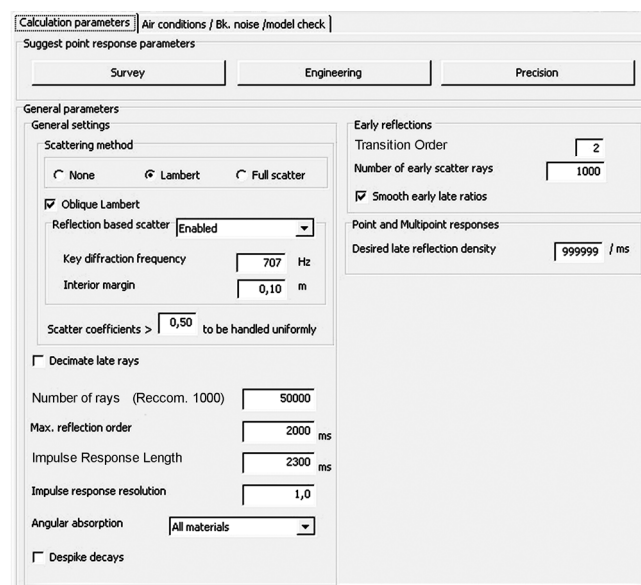 Calculation parameters
Air conditions / Bk. noise /model check
Suggest point response parameters
Survey
Engineering
Precision
General parameters
General settings
Scattering method
None
Lambert
Full scatter
Oblique Lambert
Reflection based scatter Enabled
Key diffraction frequency 707 Hz
Interior margin 0,10 m
Scatter coefficients > 0,50 to be handled uniformly
Decimate late rays
Number of rays (Reccom. 1000) 50000
Max. reflection order 2000 ms
Impulse Response Length 2300 ms
Impulse response resolution 1,0
Angular absorption All materials
Despike decays
Early reflections
Transition Order 2
Number of early scatter rays 1000
Smooth early late ratios
Point and Multipoint responses
Desired late reflection density 999999 / ms